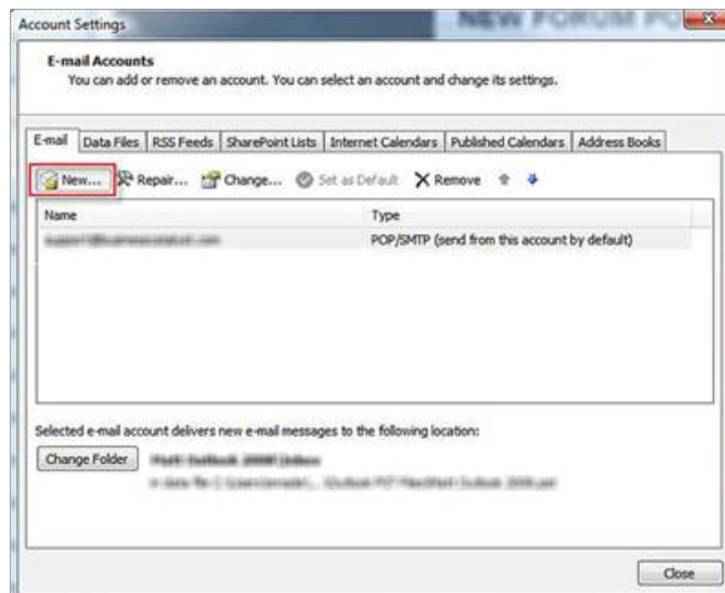 Account Settings
NEW FORUM PO
E-mail Accounts
You can add or remove an account. You can select an account and change its settings.
E-mail Data Files RSS Feeds SharePoint Lists Internet Calendars Published Calendars Address Books
New... Repair... Change... Set as Default Remove
Name Type
POP/SMTP (send from this account by default)
Selected e-mail account delivers new e-mail messages to the following location:
Change Folder
Close